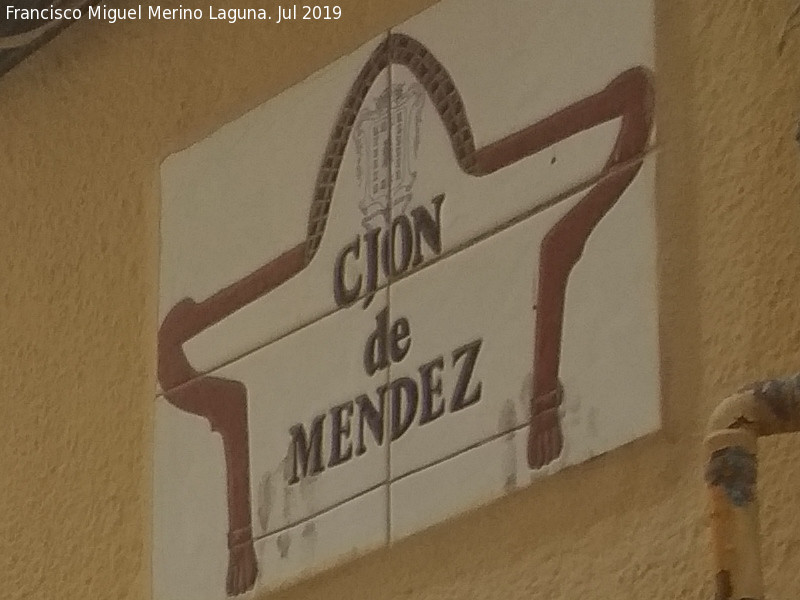 Francisco Miguel Merino Laguna. Jul 2019
CJON
de
MENDEZ